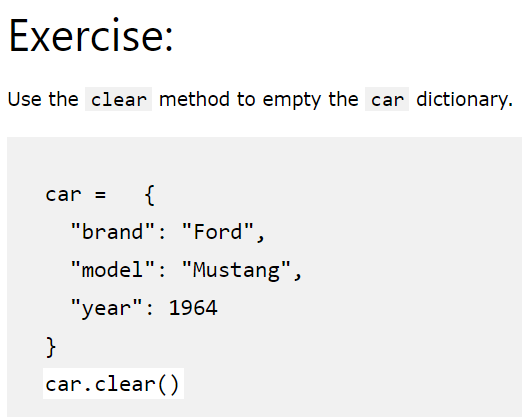 Exercise:
Use the clear method to empty the car dictionary.
car =   {
  "brand": "Ford",
  "model": "Mustang",
  "year": 1964
}
car.clear()